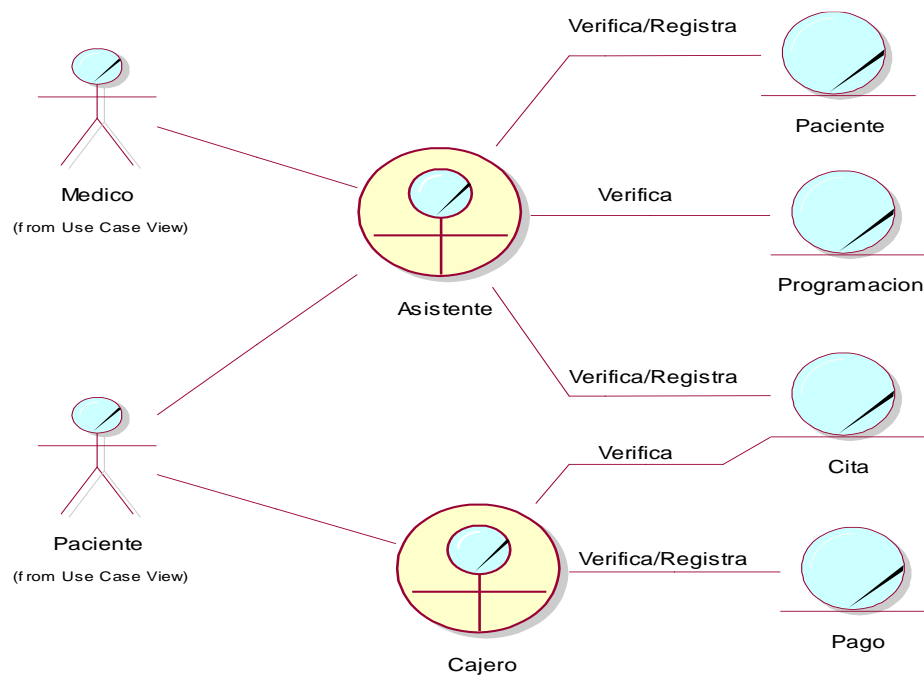 Verifica/Registra
Paciente
Medico
(from Use Case View)
Verifica
Programacion
Asistente
Verifica/Registra
Verifica
Cita
Paciente
(from Use Case View)
Verifica/Registra
Pago
Cajero